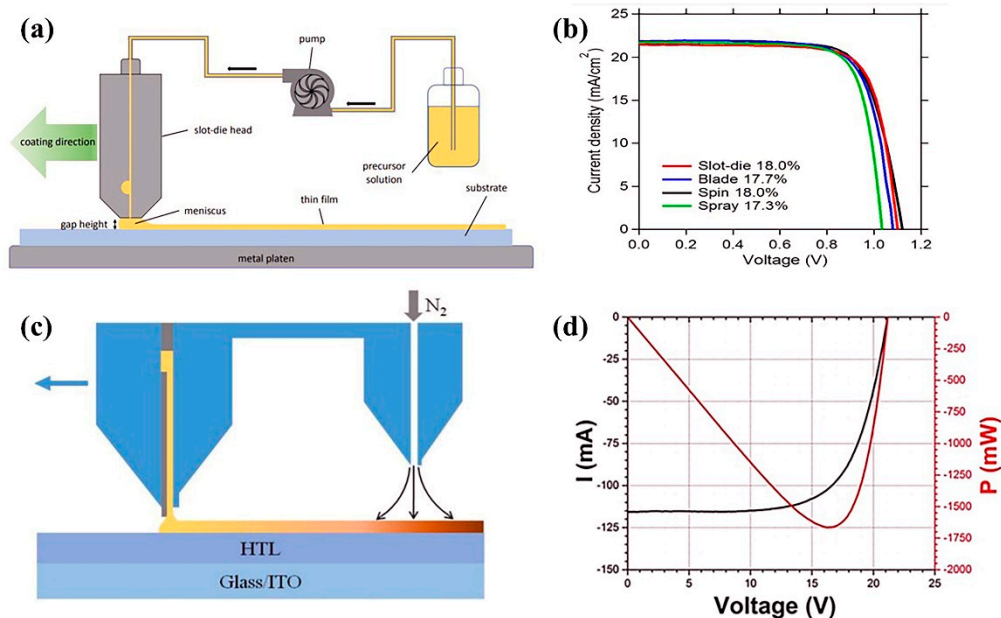 (a)
pump
slot-die head
coating direction
precursor
solution
substrate
thin film
meniscus
gap height
metal platen
(b)
Current density (mA/cm²)
25
20
15
10
5
0
Slot-die 18.0%
Blade 17.7%
Spin 18.0%
Spray 17.3%
0.0 0.2 0.4 0.6 0.8 1.0 1.2
Voltage (V)
(c)
N₂
HTL
Glass/ITO
(d)
I (mA)
0
-25
-50
-75
-100
-125
-150
0 5 10 15 20 25
Voltage (V)
0
-250
-500
-750
-1000
-1250
-1500
-1750
-2000
P (mW)